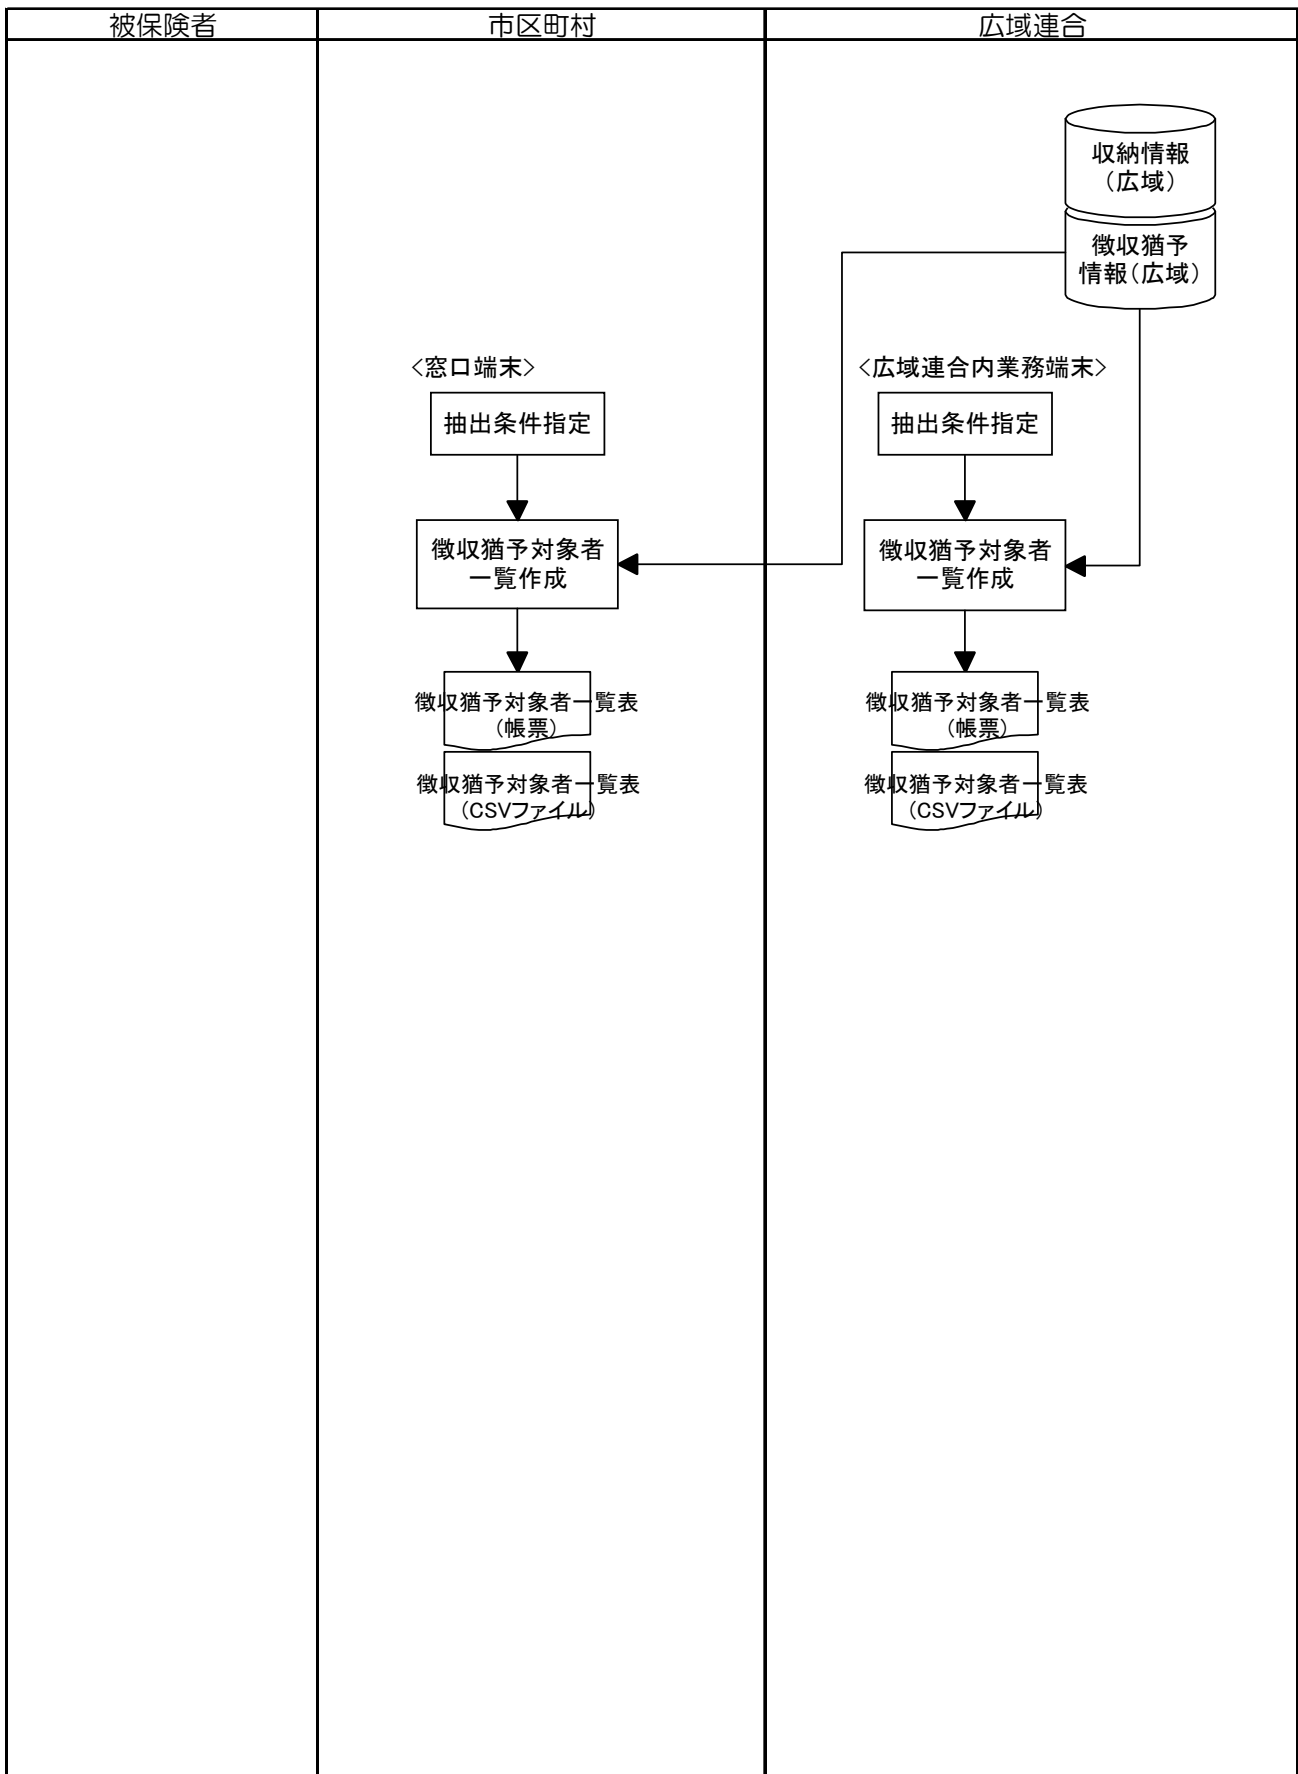 被保険者
市区町村
広域連合
収納情報
（広域）
徴収猶予
情報（広域）
＜窓口端末＞
抽出条件指定
徴収猶予対象者
一覧作成
徴収猶予対象者一覧表
（帳票）
徴収猶予対象者一覧表
（CSVファイル）
＜広域連合内業務端末＞
抽出条件指定
徴収猶予対象者
一覧作成
徴収猶予対象者一覧表
（帳票）
徴収猶予対象者一覧表
（CSVファイル）